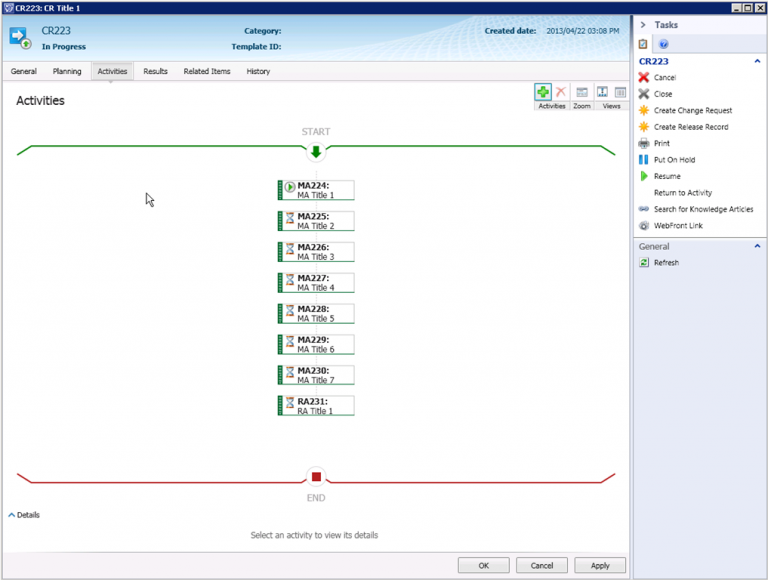 CR223: CR Title 1
CR223
In Progress
Category:
Template ID:
Created date: 2013/04/22 03:08 PM
General Planning Activities Results Related Items History
Activities
Activities Zoom Views
START
MA224:
MA Title 1
MA225:
MA Title 2
MA226:
MA Title 3
MA227:
MA Title 4
MA228:
MA Title 5
MA229:
MA Title 6
MA230:
MA Title 7
RA231:
RA Title 1
END
Details
Select an activity to view its details
OK Cancel Apply
Tasks
CR223
Cancel
Close
Create Change Request
Create Release Record
Print
Put On Hold
Resume
Return to Activity
Search for Knowledge Articles
WebFront Link
General
Refresh